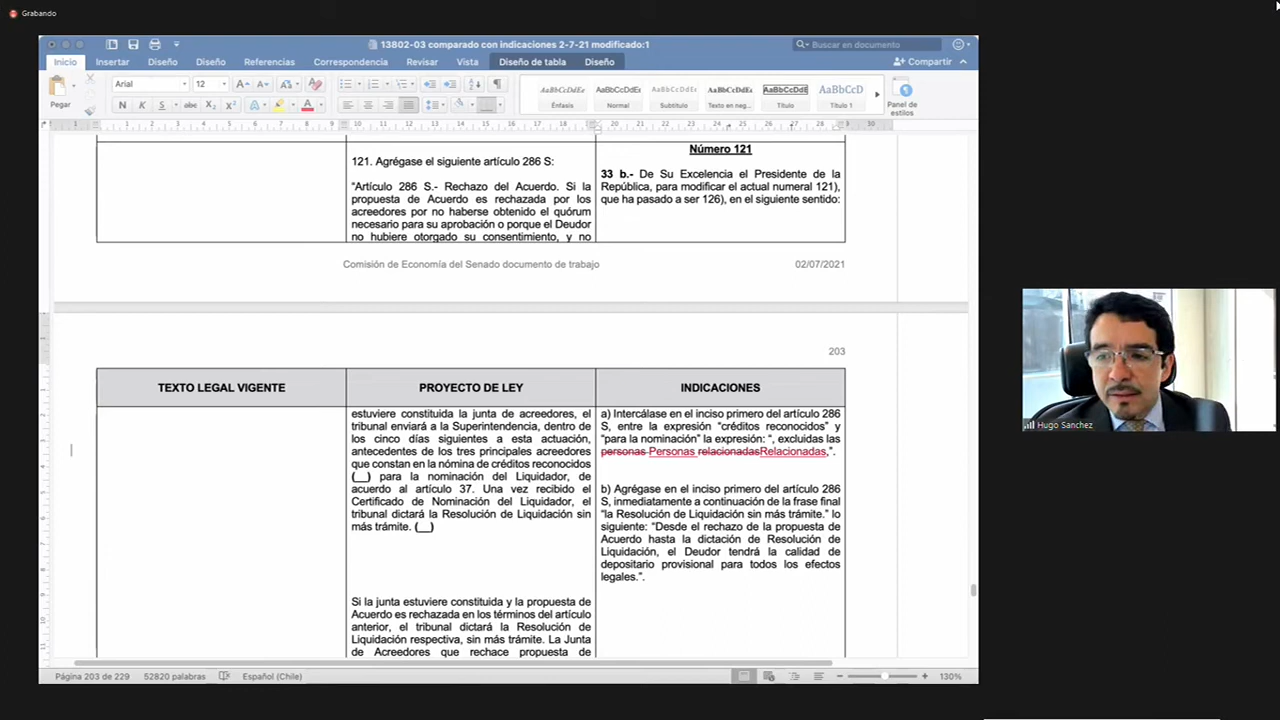 Grabando
13802-03 comparado con indicaciones 2-7-21 modificado:1
Buscar en documento
Inicio Insertar Diseño Diseño Referencias Correspondencia Revisar Vista Diseño de tabla Diseño Compartir
Pegar
Arial 12
N K S abc X₂ X²
AaBbCcDdEe AaBbCcDdEe AaBbCcDdEe AaBbCcDdE AaBbCcDdE AaBbCcD
Énfasis Normal Subtítulo Texto en neg... Título Título 1
Panel de
estilos
121. Agrégase el siguiente artículo 286 S:
"Artículo 286 S.- Rechazo del Acuerdo. Si la
propuesta de Acuerdo es rechazada por los
acreedores por no haberse obtenido el quórum
necesario para su aprobación o porque el Deudor
no hubiere otorgado su consentimiento, y no
Número 121
33 b.- De Su Excelencia el Presidente de la
República, para modificar el actual numeral 121),
que ha pasado a ser 126), en el siguiente sentido:
Comisión de Economía del Senado documento de trabajo 02/07/2021
203
TEXTO LEGAL VIGENTE PROYECTO DE LEY INDICACIONES
estuviere constituida la junta de acreedores, el
tribunal enviará a la Superintendencia, dentro de
los cinco días siguientes a esta actuación,
antecedentes de los tres principales acreedores
que constan en la nómina de créditos reconocidos
(__) para la nominación del Liquidador, de
acuerdo al artículo 37. Una vez recibido el
Certificado de Nominación del Liquidador, el
tribunal dictará la Resolución de Liquidación sin
más trámite. (__)
Si la junta estuviere constituida y la propuesta de
Acuerdo es rechazada en los términos del artículo
anterior, el tribunal dictará la Resolución de
Liquidación respectiva, sin más trámite. La Junta
de Acreedores que rechace propuesta de
a) Intercálase en el inciso primero del artículo 286
S, entre la expresión "créditos reconocidos" y
"para la nominación" la expresión: ", excluidas las
personas Personas relacionadasRelacionadas,".
b) Agrégase en el inciso primero del artículo 286
S, inmediatamente a continuación de la frase final
"la Resolución de Liquidación sin más trámite." lo
siguiente: "Desde el rechazo de la propuesta de
Acuerdo hasta la dictación de Resolución de
Liquidación, el Deudor tendrá la calidad de
depositario provisional para todos los efectos
legales.".
Página 203 de 229 52820 palabras Español (Chile) 130%
Hugo Sanchez